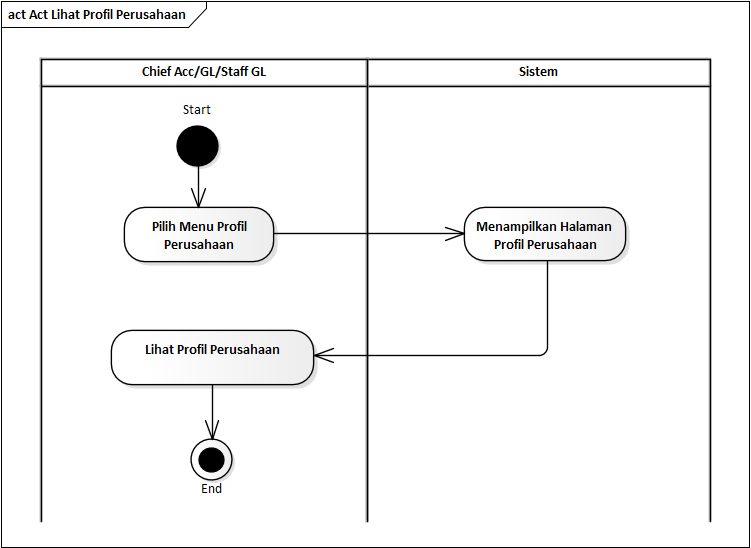 act Act Lihat Profil Perusahaan
Chief Acc/GL/Staff GL
Sistem
Start
Pilih Menu Profil
Perusahaan
Menampilkan Halaman
Profil Perusahaan
Lihat Profil Perusahaan
End